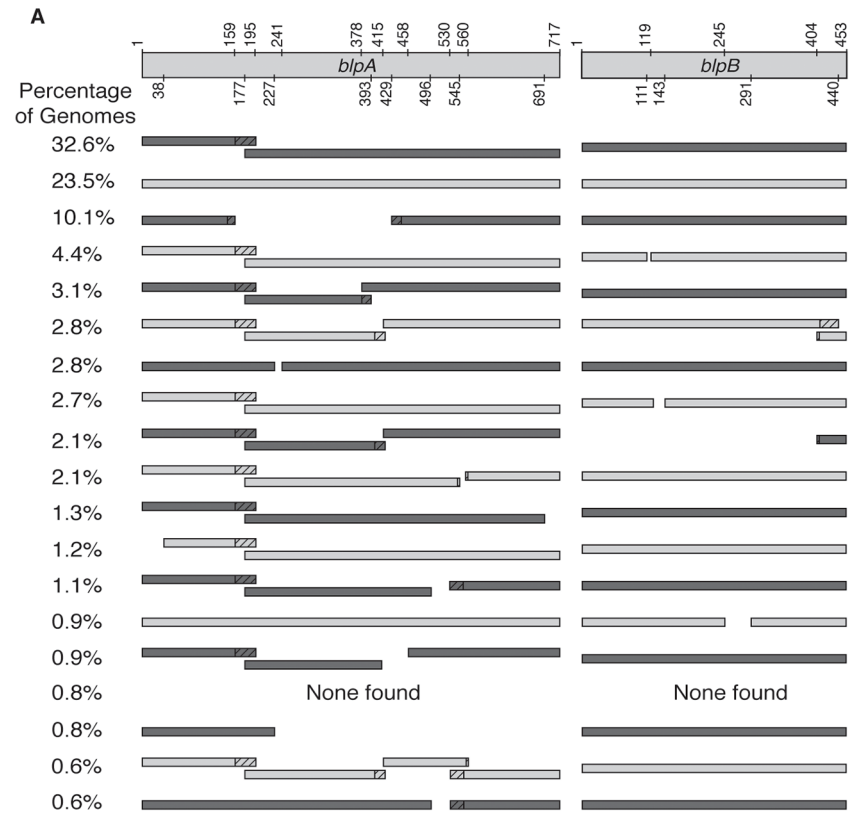 A
1 159 195 241 378 415 458 530 560 717 1 119 245 404 453
blpA blpB
38 177 227 393 429 496 545 691 111 143 291 440
Percentage
of Genomes
32.6%
23.5%
10.1%
4.4%
3.1%
2.8%
2.8%
2.7%
2.1%
2.1%
1.3%
1.2%
1.1%
0.9%
0.9%
0.8% None found None found
0.8%
0.6%
0.6%